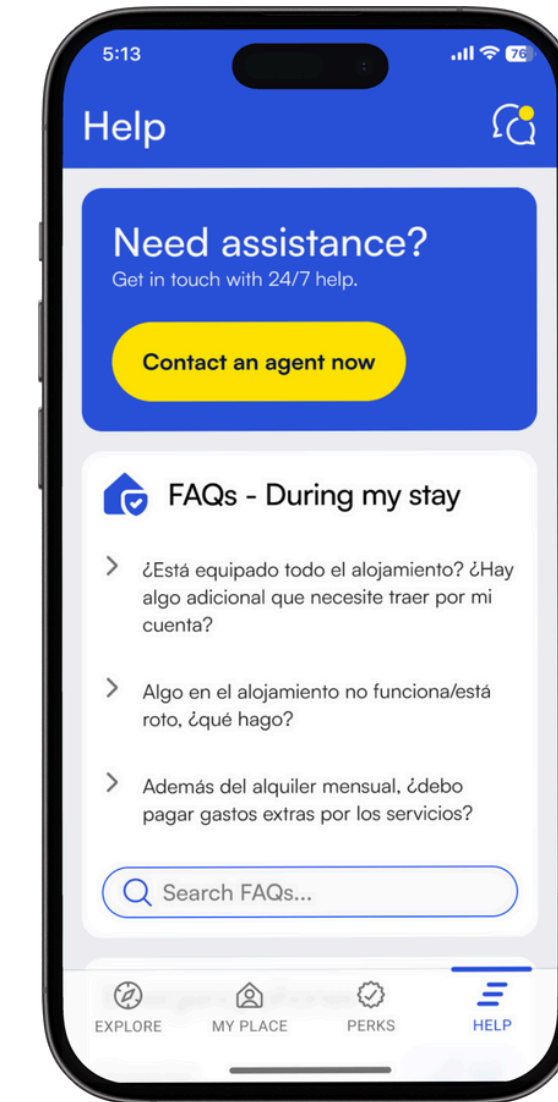 5:13
76
Help
Need assistance?
Get in touch with 24/7 help.
Contact an agent now
FAQs - During my stay
¿Está equipado todo el alojamiento? ¿Hay
algo adicional que necesite traer por mi
cuenta?
Algo en el alojamiento no funciona/está
roto, ¿qué hago?
Además del alquiler mensual, ¿debo
pagar gastos extras por los servicios?
Search FAQs...
EXPLORE MY PLACE PERKS HELP